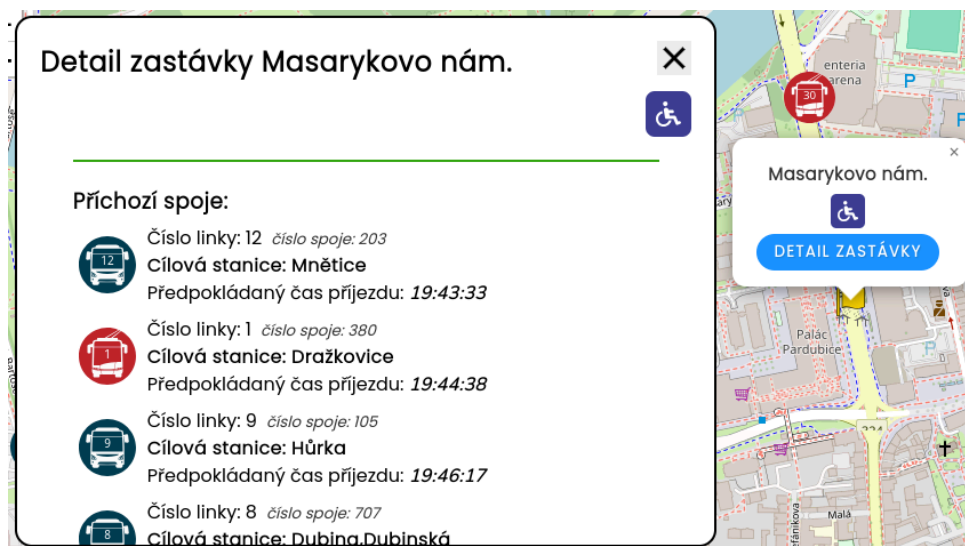 Detail zastávky Masarykovo nám.
Příchozí spoje:
12
Číslo linky: 12 číslo spoje: 203
Cílová stanice: Mnětice
Předpokládaný čas příjezdu: 19:43:33
1
Číslo linky: 1 číslo spoje: 380
Cílová stanice: Dražkovice
Předpokládaný čas příjezdu: 19:44:38
9
Číslo linky: 9 číslo spoje: 105
Cílová stanice: Hůrka
Předpokládaný čas příjezdu: 19:46:17
8
Číslo linky: 8 číslo spoje: 707
Cílová stanice: Dubina,Dubinská
enteria
arena
30
P
P
Masarykovo nám.
DETAIL ZASTÁVKY
Palác
Pardubice
P
324
Malá